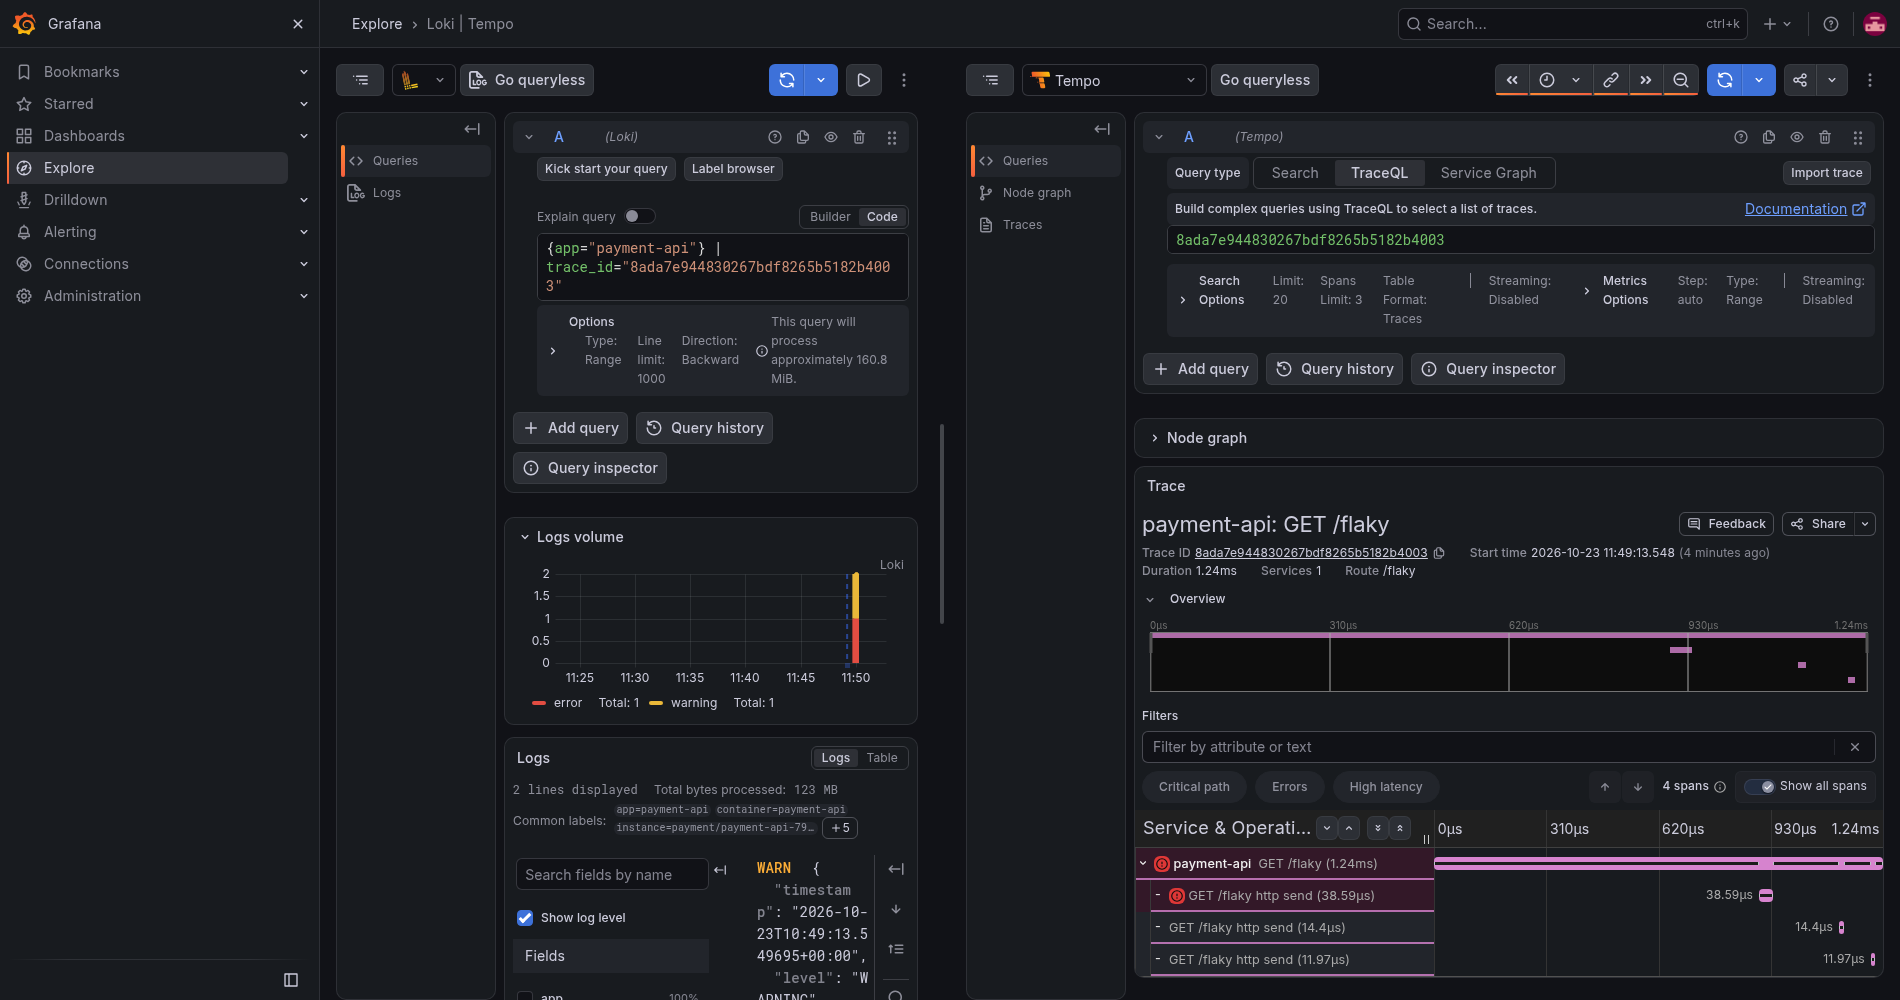 Grafana
Explore › Loki | Tempo
Search...
ctrl+k
Bookmarks
Starred
Dashboards
Explore
Drilldown
Alerting
Connections
Administration
LOG
Go queryless
Queries
LOG
Logs
A
(Loki)
Kick start your query
Label browser
Explain query
Builder
Code
{app="payment-api"} |
trace_id="8ada7e944830267bdf8265b5182b400
3"
Options
Type: Range
Line limit: 1000
Direction: Backward
This query will process approximately 160.8 MiB.
+ Add query
Query history
Query inspector
Logs volume
Loki
2
1.5
1
0.5
0
11:25
11:30
11:35
11:40
11:45
11:50
error Total: 1
warning Total: 1
Logs
Logs
Table
2 lines displayed
Total bytes processed: 123 MB
Common labels:
app=payment-api
container=payment-api
instance=payment/payment-api-79…
+5
Search fields by name
Show log level
Fields
app
100%
WARN {
"timestam
p": "2026-10-
23T10:49:13.5
49695+00:00",
"level": "W
ARNING"
Tempo
Go queryless
Queries
Node graph
Traces
A
(Tempo)
Query type
Search
TraceQL
Service Graph
Import trace
Build complex queries using TraceQL to select a list of traces.
Documentation
8ada7e944830267bdf8265b5182b4003
Search Options
Limit: 20
Spans Limit: 3
Table Format: Traces
Streaming: Disabled
Metrics Options
Step: auto
Type: Range
Streaming: Disabled
+ Add query
Query history
Query inspector
Node graph
Trace
payment-api: GET /flaky
Feedback
Share
Trace ID 8ada7e944830267bdf8265b5182b4003
Start time 2026-10-23 11:49:13.548 (4 minutes ago)
Duration 1.24ms
Services 1
Route /flaky
Overview
0μs
310μs
620μs
930μs
1.24ms
Filters
Filter by attribute or text
Critical path
Errors
High latency
4 spans
Show all spans
Service & Operati...
0μs
310μs
620μs
930μs
1.24ms
payment-api GET /flaky (1.24ms)
GET /flaky http send (38.59μs)
38.59μs
GET /flaky http send (14.4μs)
14.4μs
GET /flaky http send (11.97μs)
11.97μs